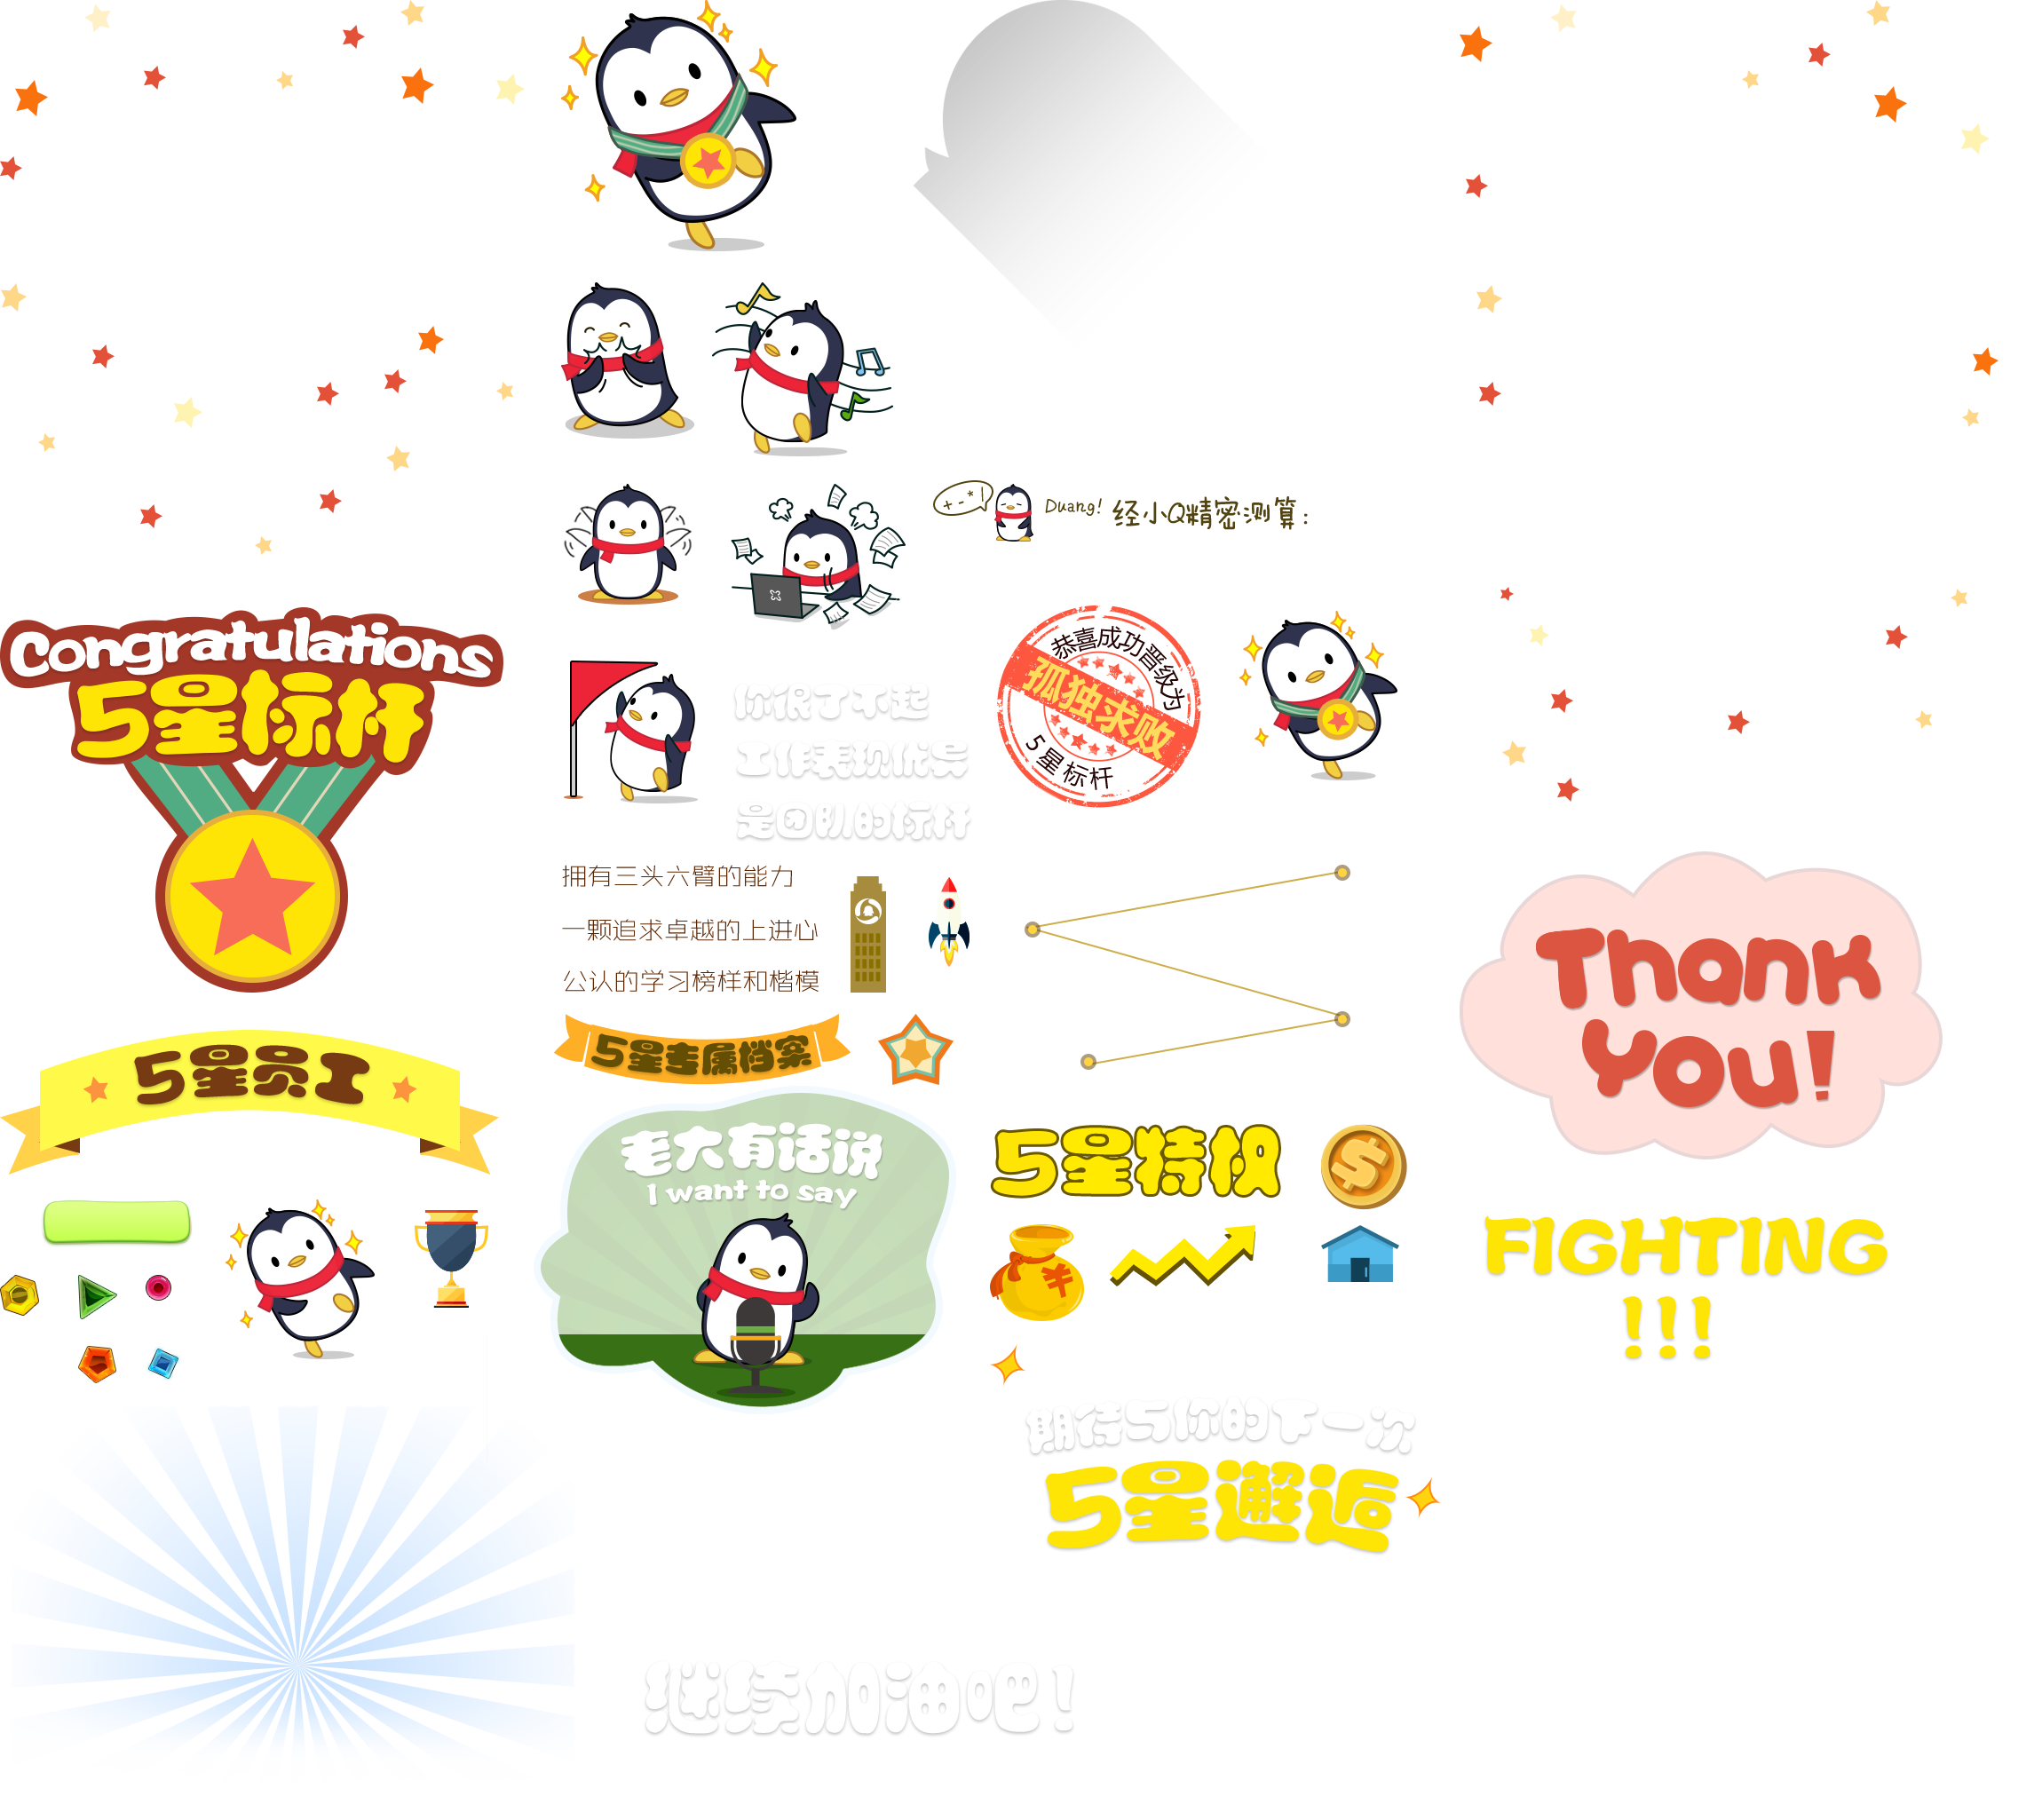 Congratulations
5星标杆
5星员工
+ - * |
Duang! 经小Q精密测算:
你很了不起
工作表现优异
是团队的标杆
恭喜成功晋级为
孤独求败
5星标杆
拥有三头六臂的能力
一颗追求卓越的上进心
公认的学习榜样和楷模
5星专属档案
老大有话说
I want to say
5星特权
$
¥
期待与你的下一次
5星邂逅
继续加油吧!
Thank
You!
FIGHTING
!!!